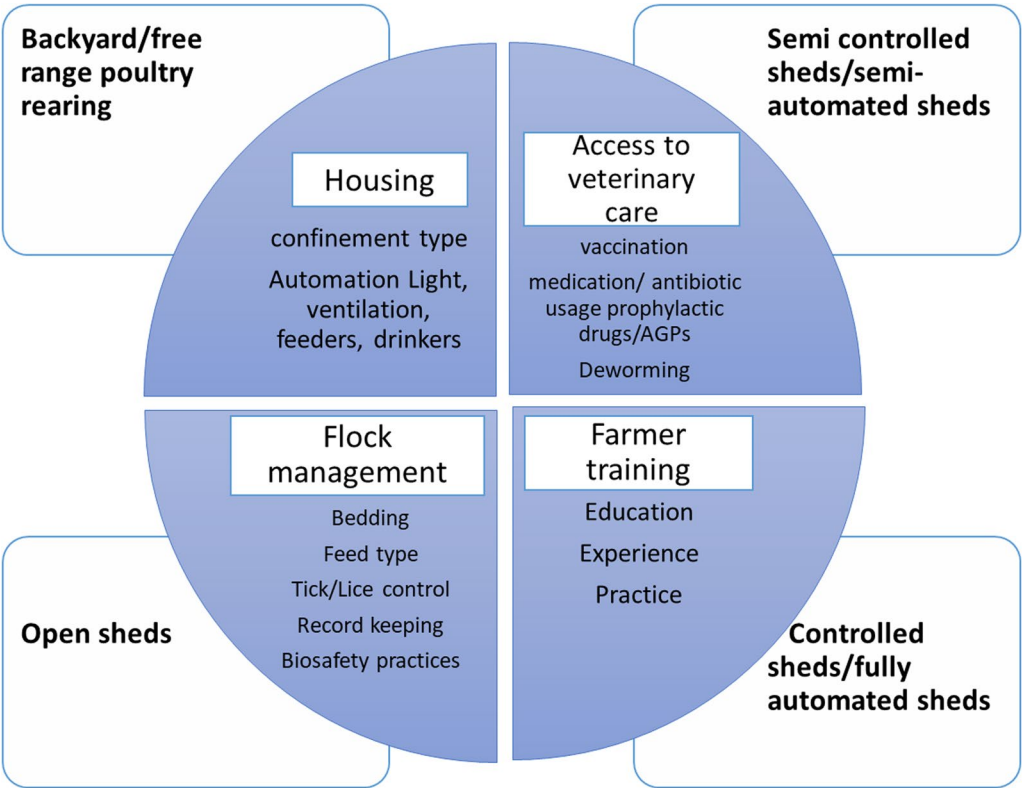 Backyard/free
range poultry
rearing
Semi controlled
sheds/semi-
automated sheds
Housing
confinement type
Automation Light,
ventilation,
feeders, drinkers
Access to
veterinary
care
vaccination
medication/ antibiotic
usage prophylactic
drugs/AGPs
Deworming
Flock
management
Bedding
Feed type
Tick/Lice control
Record keeping
Biosafety practices
Farmer
training
Education
Experience
Practice
Open sheds
Controlled
sheds/fully
automated sheds